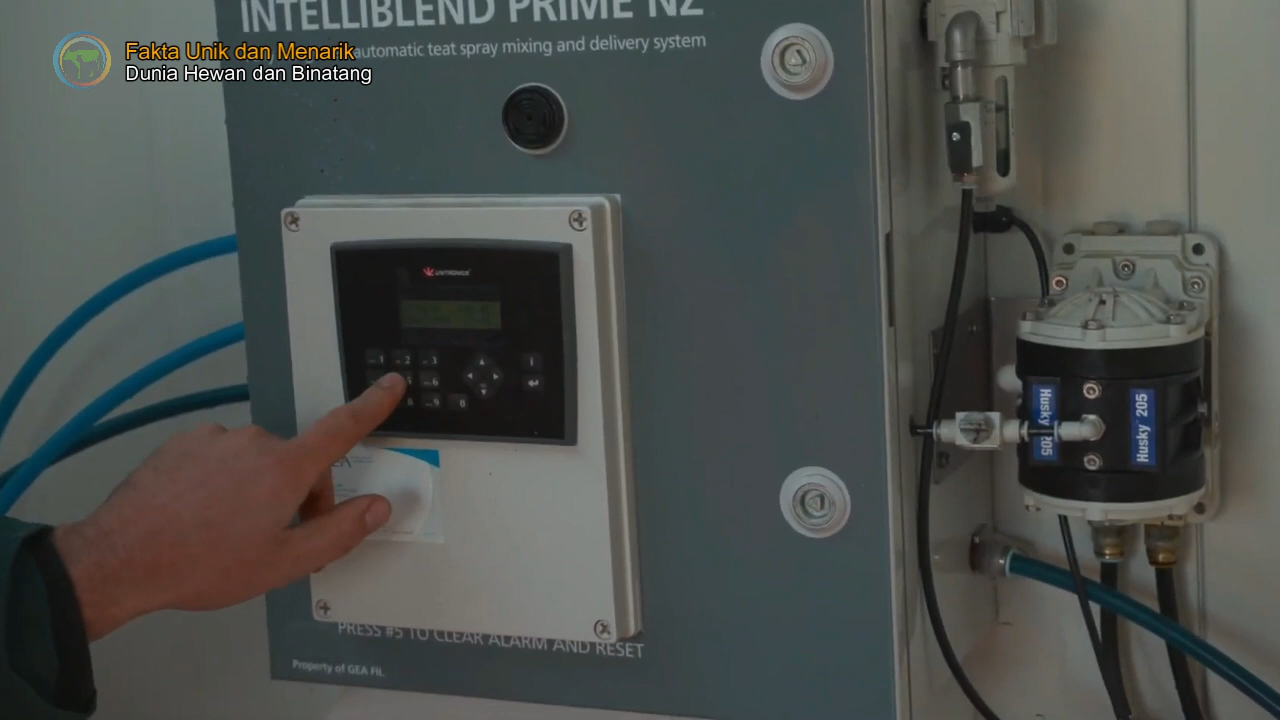 INTELLIBLEND PRIME NZ
Fakta Unik dan Menarik
automatic teat spray mixing and delivery system
Dunia Hewan dan Binatang
UNITRONICS
1 2 3
5 6
8 9 0
Husky 205
Husky 205
PRESS #5 TO CLEAR ALARM AND RESET
Property of GEA FIL